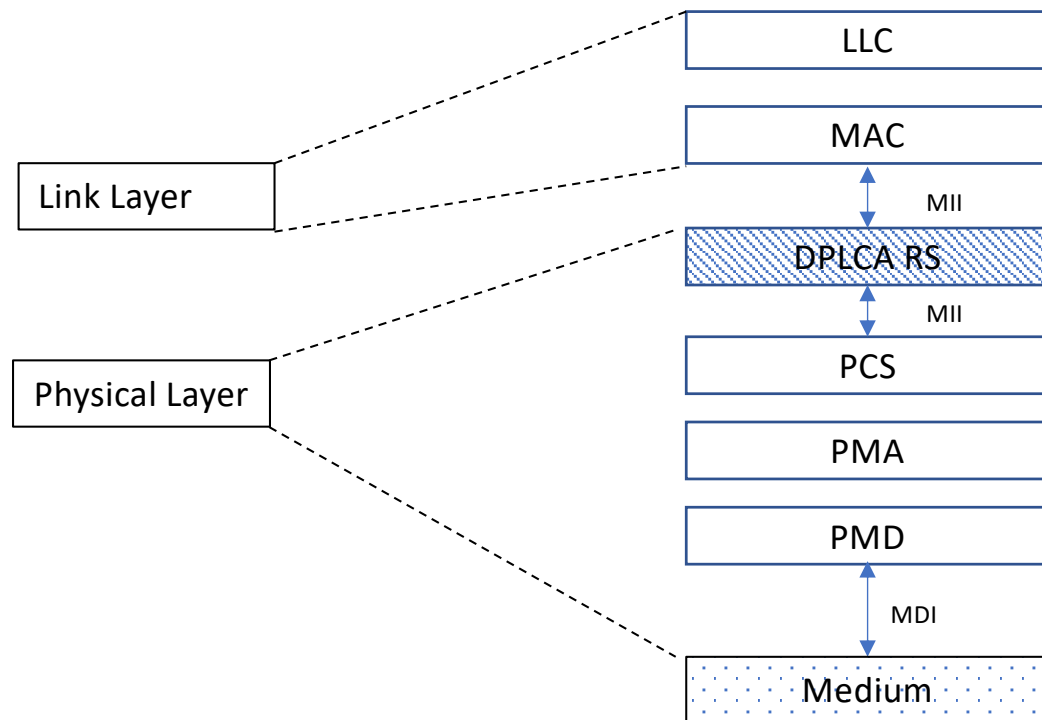 LLC
MAC
Link Layer
MII
DPLCA RS
MII
PCS
Physical Layer
PMA
PMD
MDI
Medium